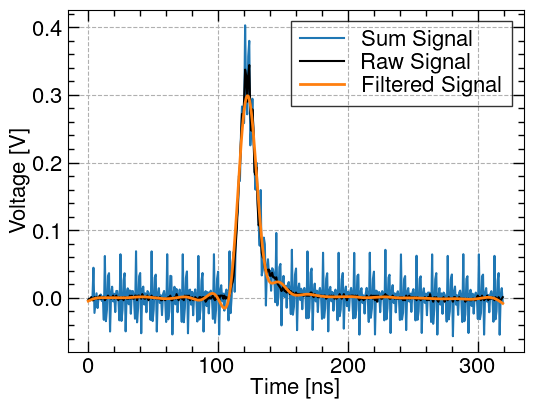 Sum Signal
Raw Signal
Filtered Signal
0.4
0.3
0.2
0.1
0.0
Voltage [V]
0
100
200
300
Time [ns]